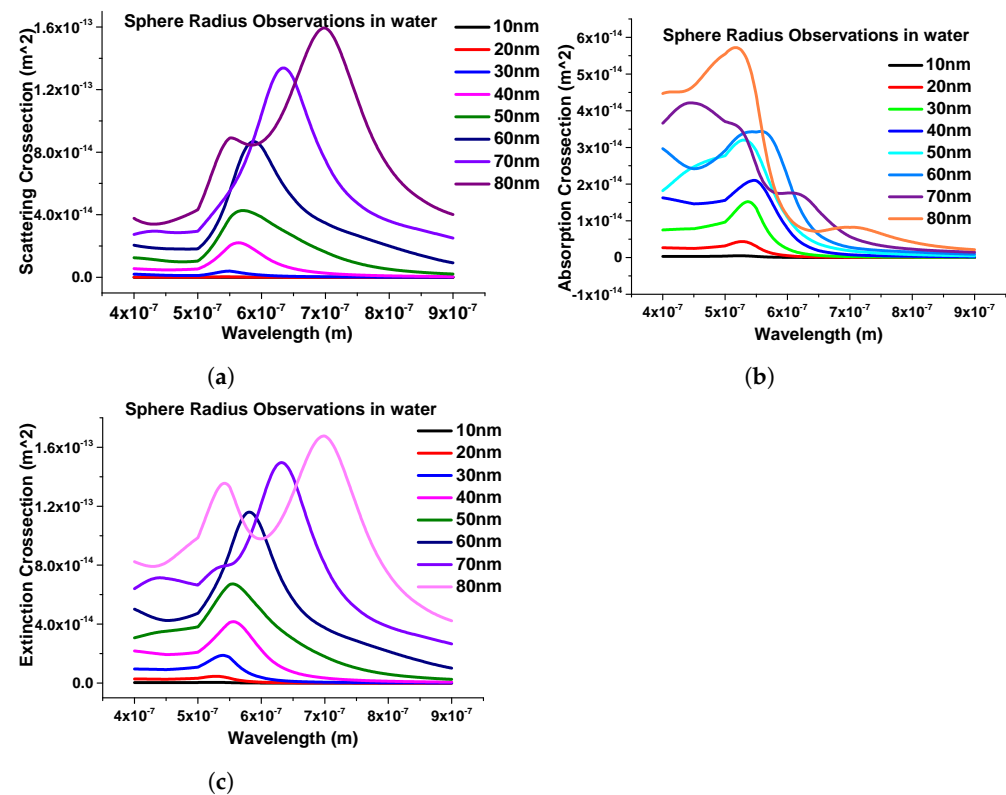 Sphere Radius Observations in water
Scattering Crossection (m^2)
1.6x10^-13
1.2x10^-13
8.0x10^-14
4.0x10^-14
0.0
4x10^-7 5x10^-7 6x10^-7 7x10^-7 8x10^-7 9x10^-7
Wavelength (m)
10nm
20nm
30nm
40nm
50nm
60nm
70nm
80nm
(a)
Sphere Radius Observations in water
Absorption Crossection (m^2)
6x10^-14
5x10^-14
4x10^-14
3x10^-14
2x10^-14
1x10^-14
0
-1x10^-14
4x10^-7 5x10^-7 6x10^-7 7x10^-7 8x10^-7 9x10^-7
Wavelength (m)
10nm
20nm
30nm
40nm
50nm
60nm
70nm
80nm
(b)
Sphere Radius Observations in water
Extinction Crossection (m^2)
1.6x10^-13
1.2x10^-13
8.0x10^-14
4.0x10^-14
0.0
4x10^-7 5x10^-7 6x10^-7 7x10^-7 8x10^-7 9x10^-7
Wavelength (m)
10nm
20nm
30nm
40nm
50nm
60nm
70nm
80nm
(c)